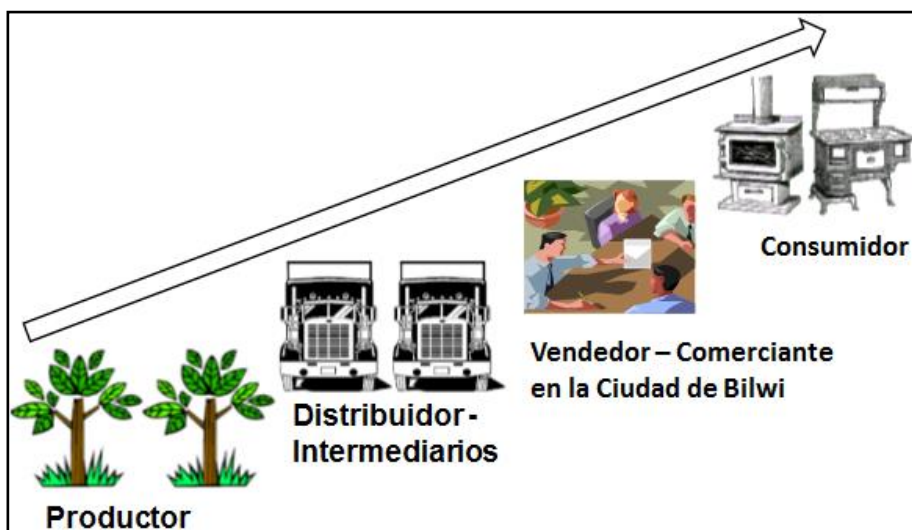 Consumidor
Vendedor – Comerciante
en la Ciudad de Bilwi
Distribuidor -
Intermediarios
Productor